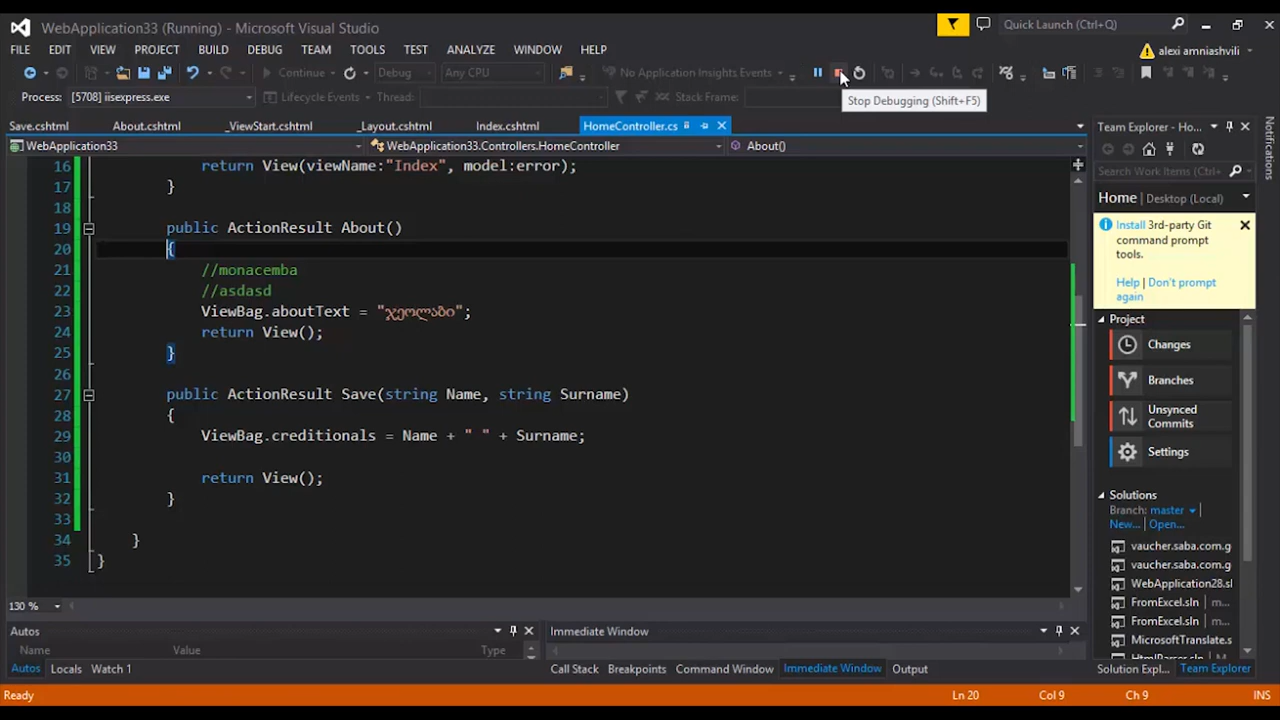 WebApplication33 (Running) - Microsoft Visual Studio
Quick Launch (Ctrl+Q)
FILE EDIT VIEW PROJECT BUILD DEBUG TEAM TOOLS TEST ANALYZE WINDOW HELP
alexi amniashvili
Continue Debug Any CPU No Application Insights Events
Process: [5708] iisexpress.exe Lifecycle Events Thread: Stack Frame:
Stop Debugging (Shift+F5)
Save.cshtml About.cshtml _ViewStart.cshtml _Layout.cshtml Index.cshtml HomeController.cs
WebApplication33 WebApplication33.Controllers.HomeController About()
16 return View(viewName:"Index", model:error);
17 }
18
19 public ActionResult About()
20 {
21 //monacemba
22 //asdasd
23 ViewBag.aboutText = "ჯეოლაბი";
24 return View();
25 }
26
27 public ActionResult Save(string Name, string Surname)
28 {
29 ViewBag.creditionals = Name + " " + Surname;
30
31 return View();
32 }
33
34 }
35 }
130 %
Team Explorer - Ho...
Search Work Items (Ctrl+
Home | Desktop (Local)
Install 3rd-party Git
command prompt
tools.
Help | Don't prompt
again
Project
Changes
Branches
Unsynced
Commits
Settings
Solutions
Branch: master |
New... Open...
vaucher.saba.com.g
vaucher.saba.com.g
WebApplication28.sl
FromExcel.sln | m...
FromExcel.sln | m...
MicrosoftTranslate.s
HtmlParser.sln | m...
Solution Expl... Team Explorer
Notifications
Autos
Name Value Type
Autos Locals Watch 1
Immediate Window
Call Stack Breakpoints Command Window Immediate Window Output
Ready Ln 20 Col 9 Ch 9 INS